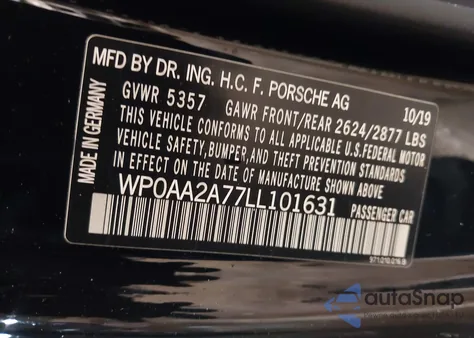 MFD BY DR. ING. H.C. F. PORSCHE AG
10/19
GVWR 5357 GAWR FRONT/REAR 2624/2877 LBS
THIS VEHICLE CONFORMS TO ALL APPLICABLE U.S.FEDERAL MOTOR
VEHICLE SAFETY,BUMPER,AND THEFT PREVENTION STANDARDS
IN EFFECT ON THE DATE OF MANUFACTURE SHOWN ABOVE
WP0AA2A77LL101631
PASSENGER CAR
MADE IN GERMANY
autoSnap